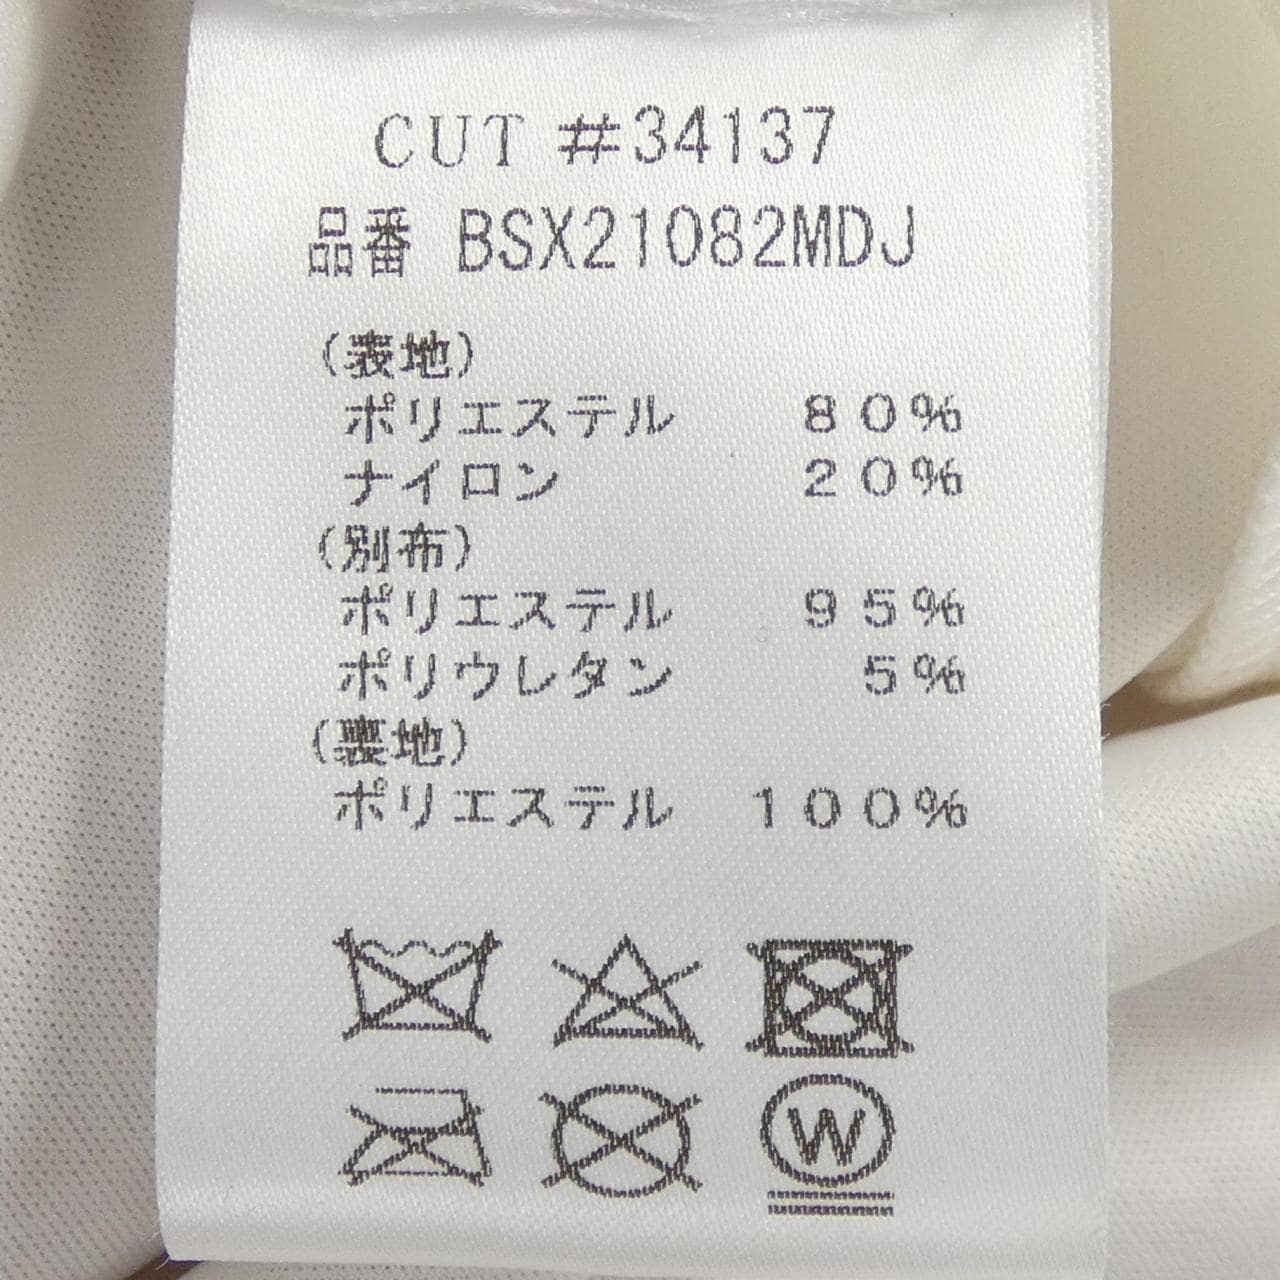 CUT #34137
品番 BSX21082MDJ
(表地)
ポリエステル 80%
ナイロン 20%
(別布)
ポリエステル 95%
ポリウレタン 5%
(裏地)
ポリエステル 100%
W